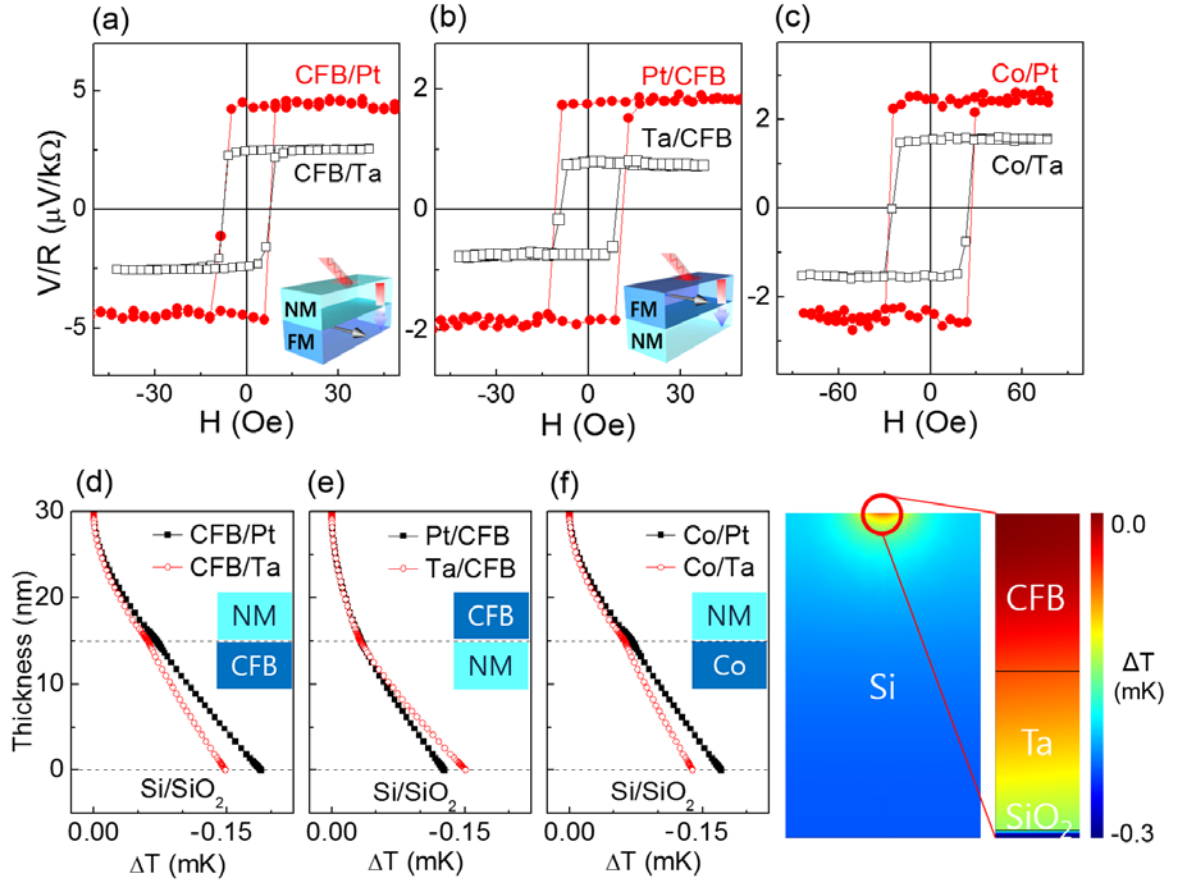 (a)
(b)
(c)
V/R (μV/kΩ)
5
0
-5
CFB/Pt
CFB/Ta
NM
FM
-30
0
30
H (Oe)
2
0
-2
Pt/CFB
Ta/CFB
FM
NM
-30
0
30
H (Oe)
2
0
-2
Co/Pt
Co/Ta
-60
0
60
H (Oe)
(d)
(e)
(f)
Thickness (nm)
30
20
10
0
CFB/Pt
CFB/Ta
NM
CFB
Si/SiO₂
0.00
-0.15
ΔT (mK)
Pt/CFB
Ta/CFB
CFB
NM
Si/SiO₂
0.00
-0.15
ΔT (mK)
Co/Pt
Co/Ta
NM
Co
Si/SiO₂
0.00
-0.15
ΔT (mK)
Si
CFB
Ta
SiO₂
0.0
ΔT
(mK)
-0.3